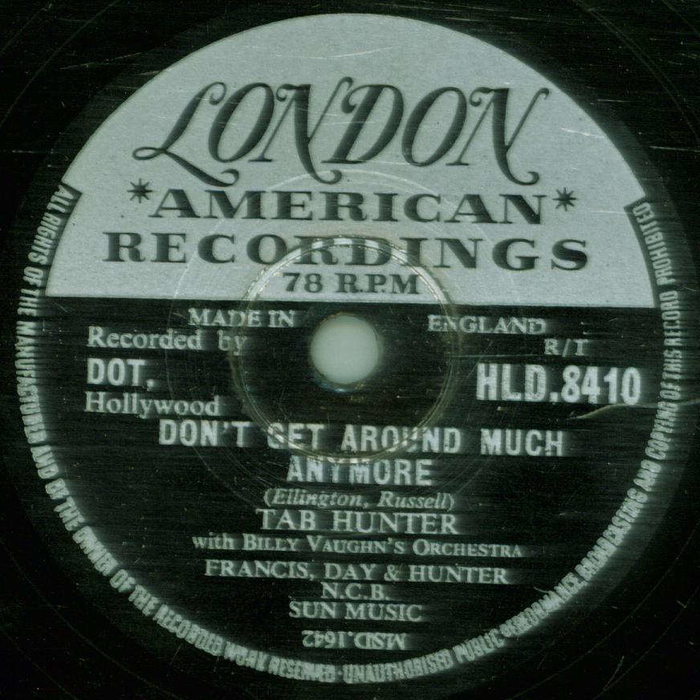 LONDON
*AMERICAN*
RECORDINGS
78 R.P.M
MADE IN ENGLAND
Recorded by R/T
DOT. HLD.8410
Hollywood
DON'T GET AROUND MUCH
ANYMORE
(Ellington, Russell)
TAB HUNTER
with BILLY VAUGHN'S ORCHESTRA
FRANCIS, DAY & HUNTER
N.C.B.
SUN MUSIC
MSD.1642
ALL RIGHTS OF THE MANUFACTURER AND OF THE OWNER OF THE RECORDED WORK RESERVED·UNAUTHORISED PUBLIC PERFORMANCE BROADCASTING AND COPYING OF THIS RECORD PROHIBITED